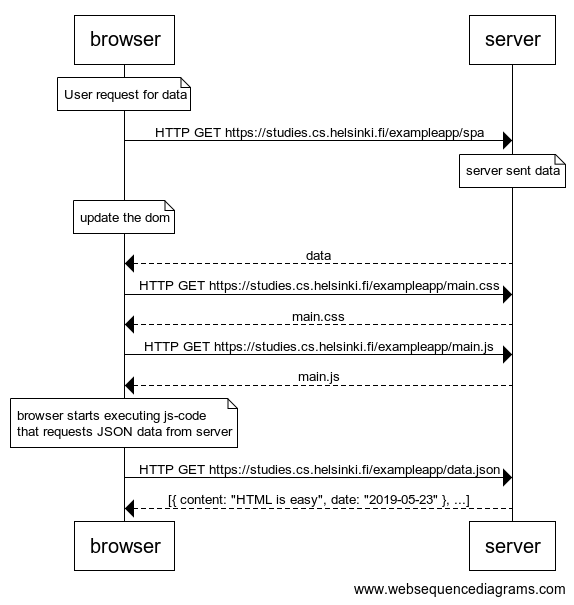 browser
server
User request for data
HTTP GET https://studies.cs.helsinki.fi/exampleapp/spa
server sent data
update the dom
data
HTTP GET https://studies.cs.helsinki.fi/exampleapp/main.css
main.css
HTTP GET https://studies.cs.helsinki.fi/exampleapp/main.js
main.js
browser starts executing js-code
that requests JSON data from server
HTTP GET https://studies.cs.helsinki.fi/exampleapp/data.json
[{ content: "HTML is easy", date: "2019-05-23" }, ...]
browser
server
www.websequencediagrams.com